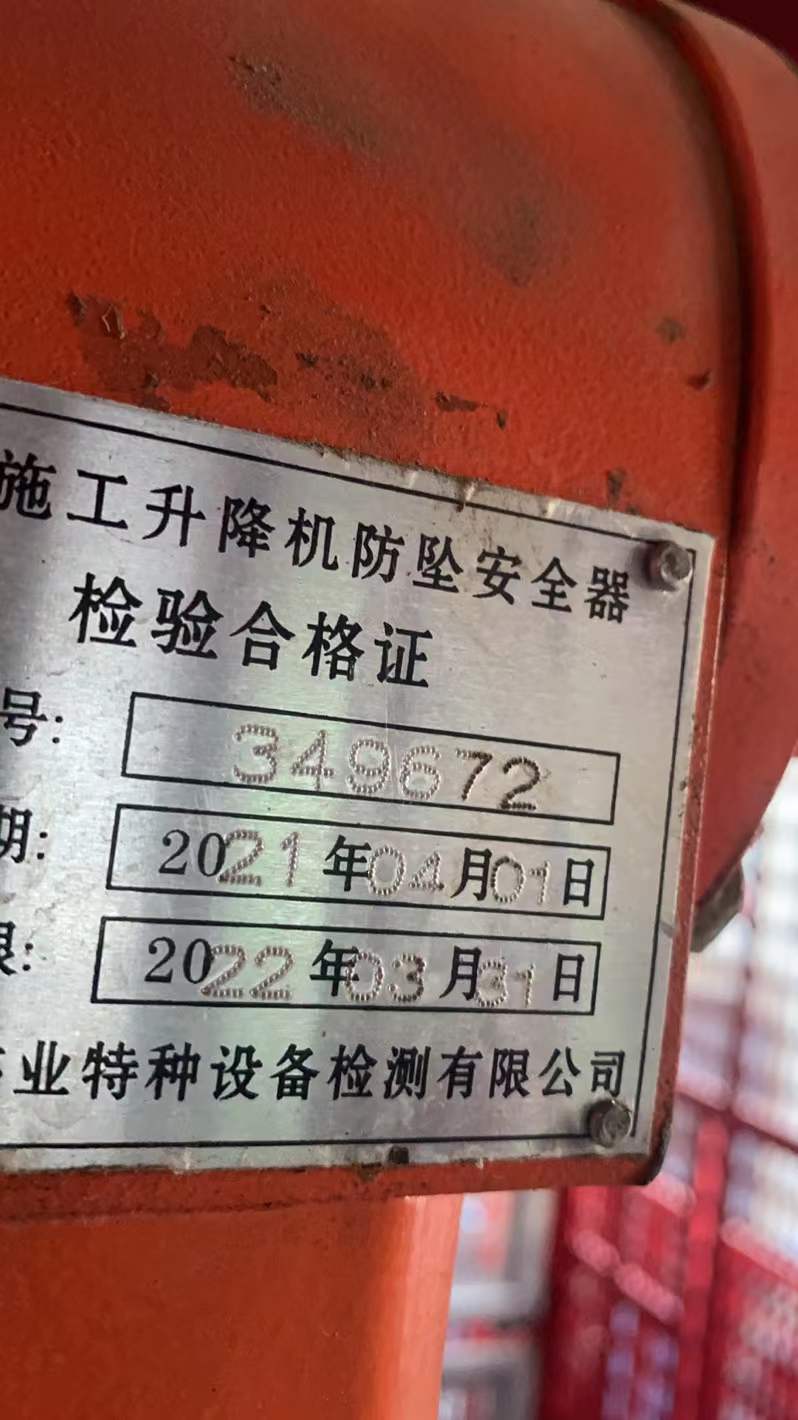 施工升降机防坠安全器
检验合格证
号: 349672
期: 2021年04月01日
限: 2022年03月31日
业特种设备检测有限公司